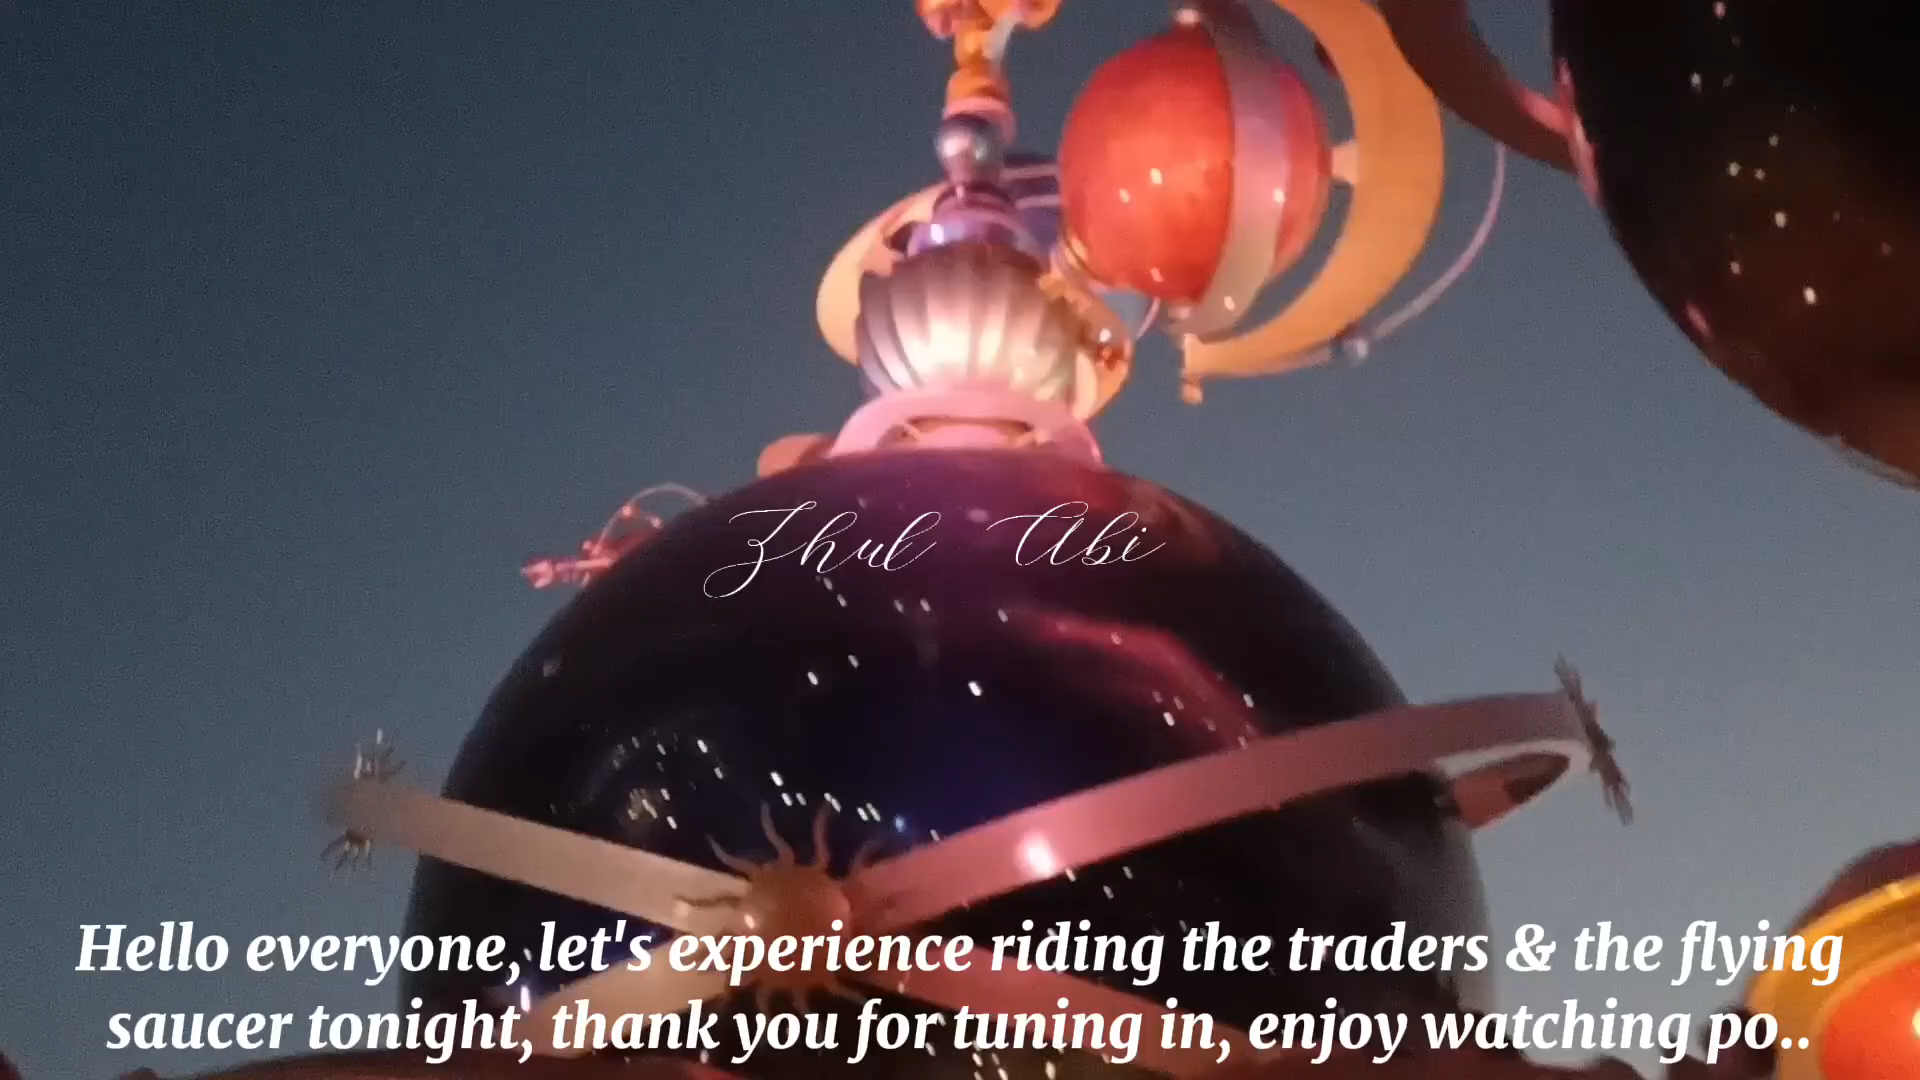 Zhuk Abi
Hello everyone, let's experience riding the traders & the flying
saucer tonight, thank you for tuning in, enjoy watching po..